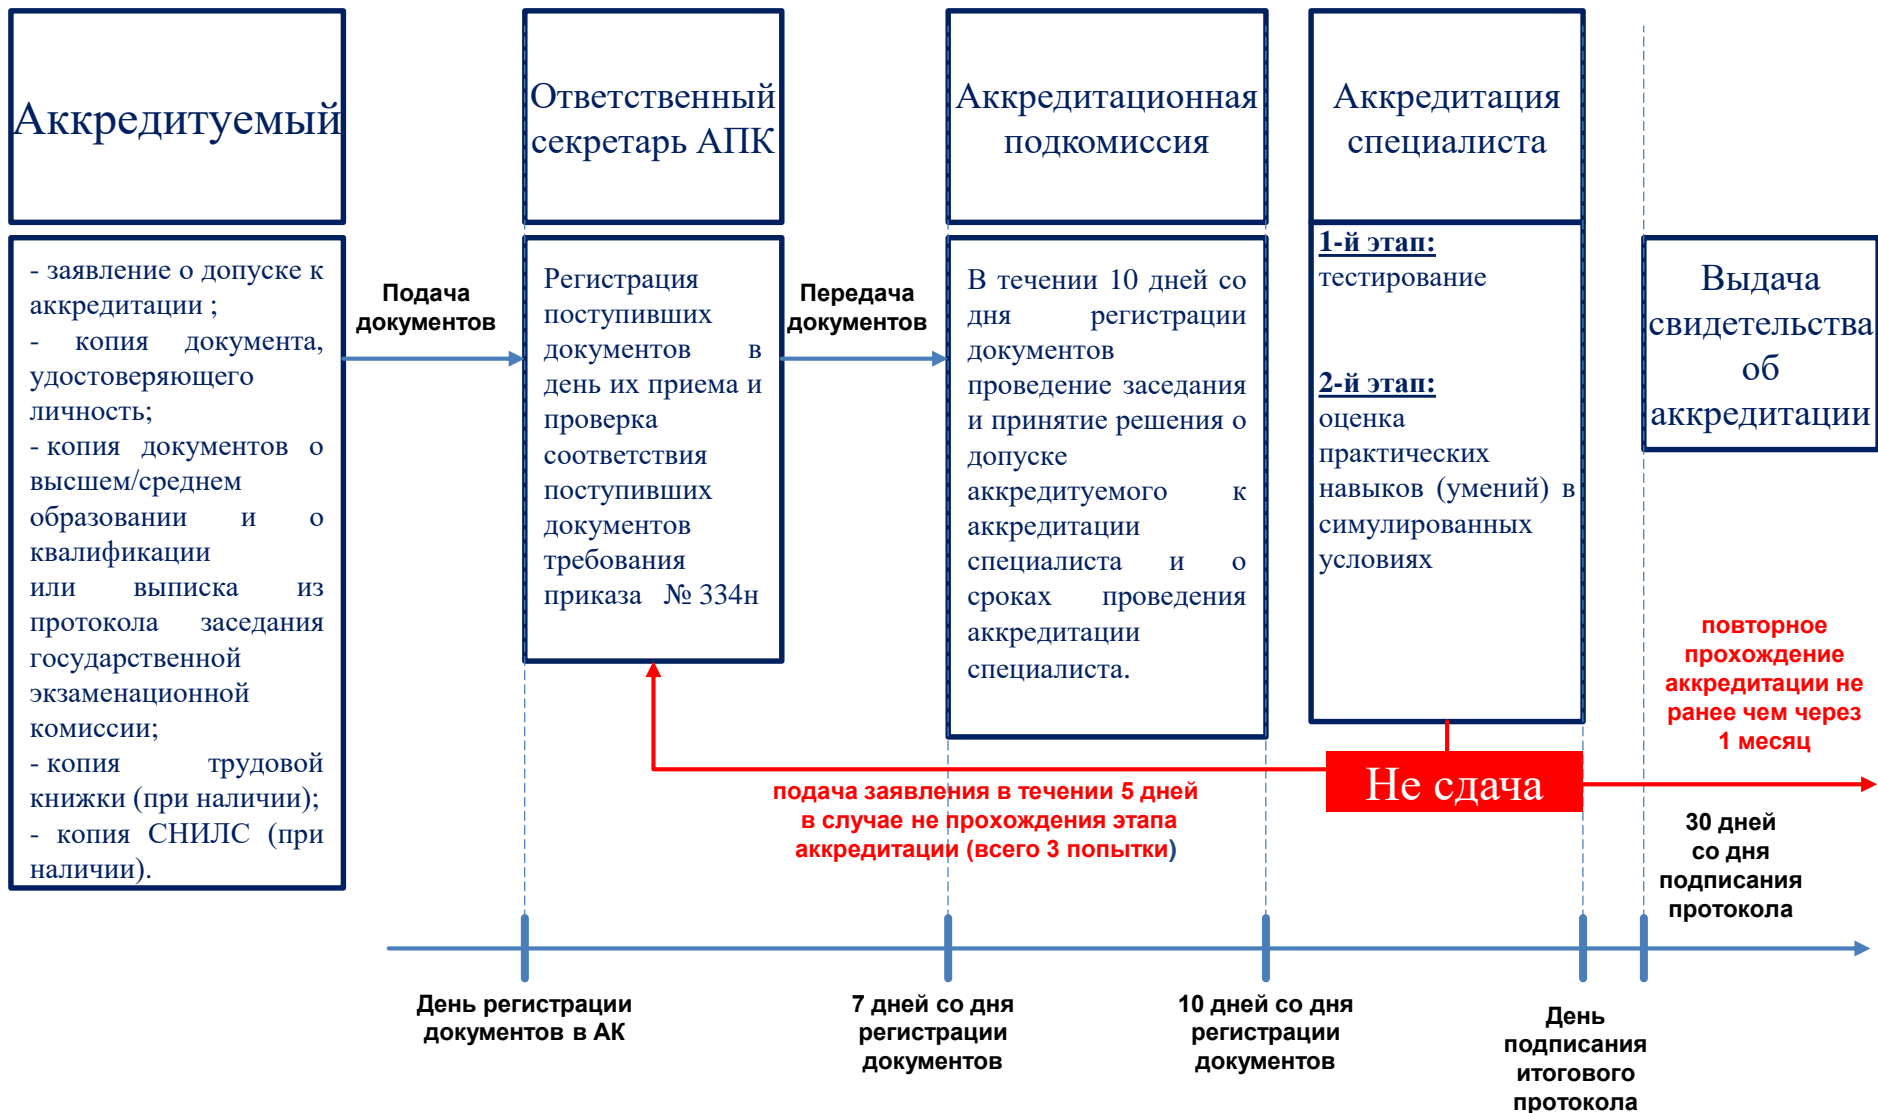 Аккредитуемый
- заявление о допуске к
аккредитации ;
- копия документа,
удостоверяющего
личность;
- копия документов о
высшем/среднем
образовании и о
квалификации
или выписка из
протокола заседания
государственной
экзаменационной
комиссии;
- копия трудовой
книжки (при наличии);
- копия СНИЛС (при
наличии).
Подача
документов
Ответственный
секретарь АПК
Регистрация
поступивших
документов в
день их приема и
проверка
соответствия
поступивших
документов
требования
приказа № 334н
Передача
документов
Аккредитационная
подкомиссия
В течении 10 дней со
дня регистрации
документов
проведение заседания
и принятие решения о
допуске
аккредитуемого к
аккредитации
специалиста и о
сроках проведения
аккредитации
специалиста.
Аккредитация
специалиста
1-й этап:
тестирование
2-й этап:
оценка
практических
навыков (умений) в
симулированных
условиях
Выдача
свидетельства
об
аккредитации
Не сдача
подача заявления в течении 5 дней
в случае не прохождения этапа
аккредитации (всего 3 попытки)
повторное
прохождение
аккредитации не
ранее чем через
1 месяц
30 дней
со дня
подписания
протокола
День регистрации
документов в АК
7 дней со дня
регистрации
документов
10 дней со дня
регистрации
документов
День
подписания
итогового
протокола